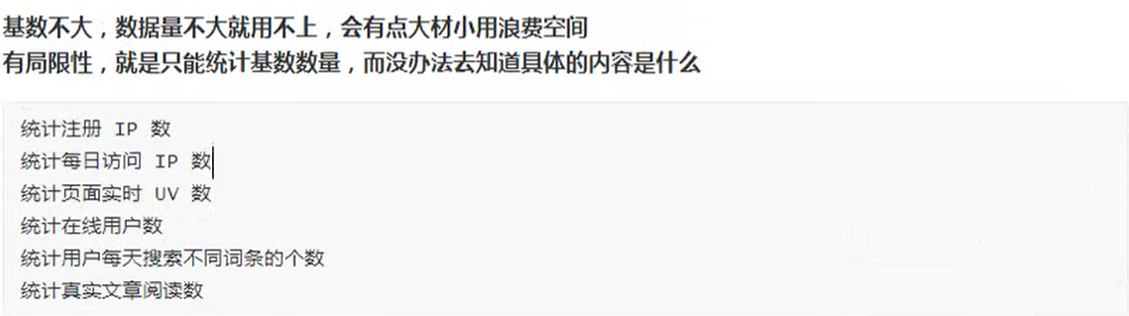 基数不大，数据量不大就用不上，会有点大材小用浪费空间
有局限性，就是只能统计基数数量，而没办法去知道具体的内容是什么
统计注册 IP 数
统计每日访问 IP 数
统计页面实时 UV 数
统计在线用户数
统计用户每天搜索不同词条的个数
统计真实文章阅读数